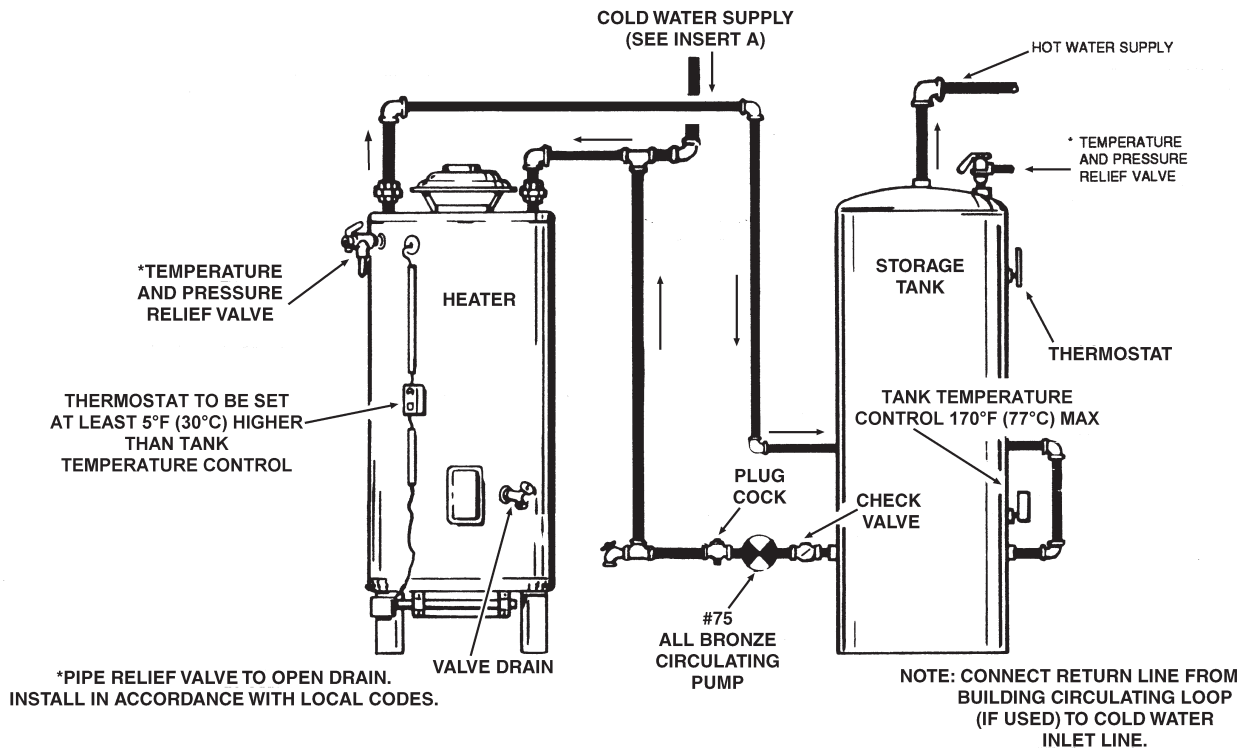 COLD WATER SUPPLY
(SEE INSERT A)
HOT WATER SUPPLY
* TEMPERATURE
AND PRESSURE
RELIEF VALVE
*TEMPERATURE
AND PRESSURE
RELIEF VALVE
HEATER
STORAGE
TANK
THERMOSTAT
THERMOSTAT TO BE SET
AT LEAST 5°F (30°C) HIGHER
THAN TANK
TEMPERATURE CONTROL
TANK TEMPERATURE
CONTROL 170°F (77°C) MAX
PLUG
COCK
CHECK
VALVE
#75
ALL BRONZE
CIRCULATING
PUMP
VALVE DRAIN
*PIPE RELIEF VALVE TO OPEN DRAIN.
INSTALL IN ACCORDANCE WITH LOCAL CODES.
NOTE: CONNECT RETURN LINE FROM
BUILDING CIRCULATING LOOP
(IF USED) TO COLD WATER
INLET LINE.